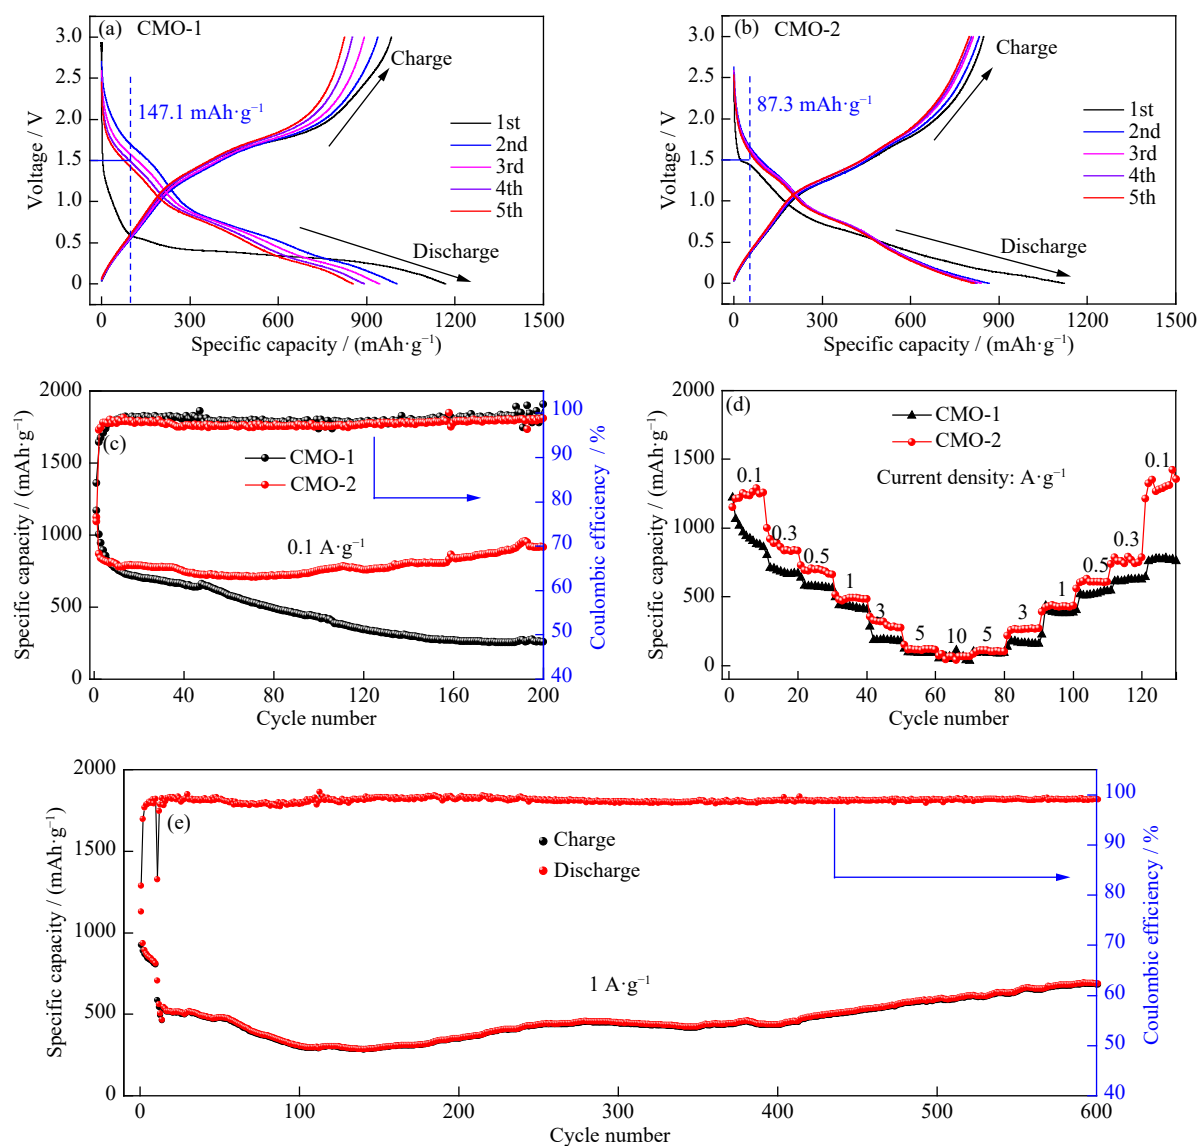 (a) CMO-1
3.0
2.5
2.0
1.5
1.0
0.5
0
Voltage / V
147.1 mAh·g⁻¹
Charge
1st
2nd
3rd
4th
5th
Discharge
0 300 600 900 1200 1500
Specific capacity / (mAh·g⁻¹)
(b) CMO-2
3.0
2.5
2.0
1.5
1.0
0.5
0
Voltage / V
87.3 mAh·g⁻¹
Charge
1st
2nd
3rd
4th
5th
Discharge
0 300 600 900 1200 1500
Specific capacity / (mAh·g⁻¹)
(c)
2000
1500
1000
500
0
Specific capacity / (mAh·g⁻¹)
CMO-1
CMO-2
0.1 A·g⁻¹
100
90
80
70
60
50
40
Coulombic efficiency / %
0 40 80 120 160 200
Cycle number
(d)
2000
1500
1000
500
0
Specific capacity / (mAh·g⁻¹)
CMO-1
CMO-2
Current density: A·g⁻¹
0.1 0.3 0.5 1 3 5 10 5 3 1 0.5 0.3 0.1
0 20 40 60 80 100 120
Cycle number
(e)
2000
1500
1000
500
0
Specific capacity / (mAh·g⁻¹)
Charge
Discharge
1 A·g⁻¹
100
90
80
70
60
50
40
Coulombic efficiency / %
0 100 200 300 400 500 600
Cycle number